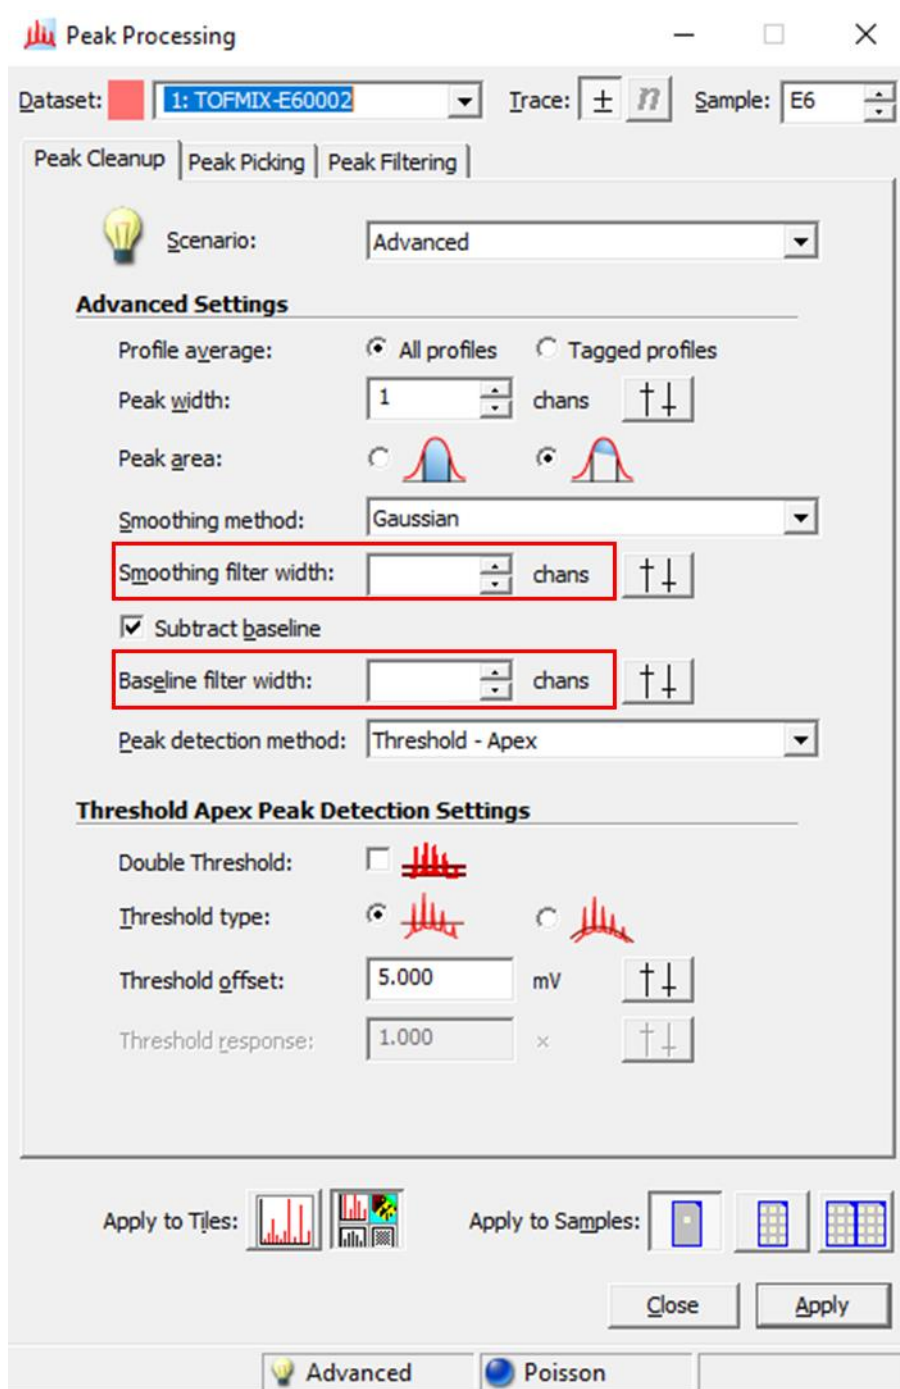 Peak Processing
Dataset: 1: TOFMIX-E60002 Trace: ± n Sample: E6
Peak Cleanup Peak Picking Peak Filtering
Scenario: Advanced
Advanced Settings
Profile average: All profiles Tagged profiles
Peak width: 1 chans
Peak area:
Smoothing method: Gaussian
Smoothing filter width: chans
Subtract baseline
Baseline filter width: chans
Peak detection method: Threshold - Apex
Threshold Apex Peak Detection Settings
Double Threshold:
Threshold type:
Threshold offset: 5.000 mV
Threshold response: 1.000 x
Apply to Tiles: Apply to Samples:
Close Apply
Advanced Poisson